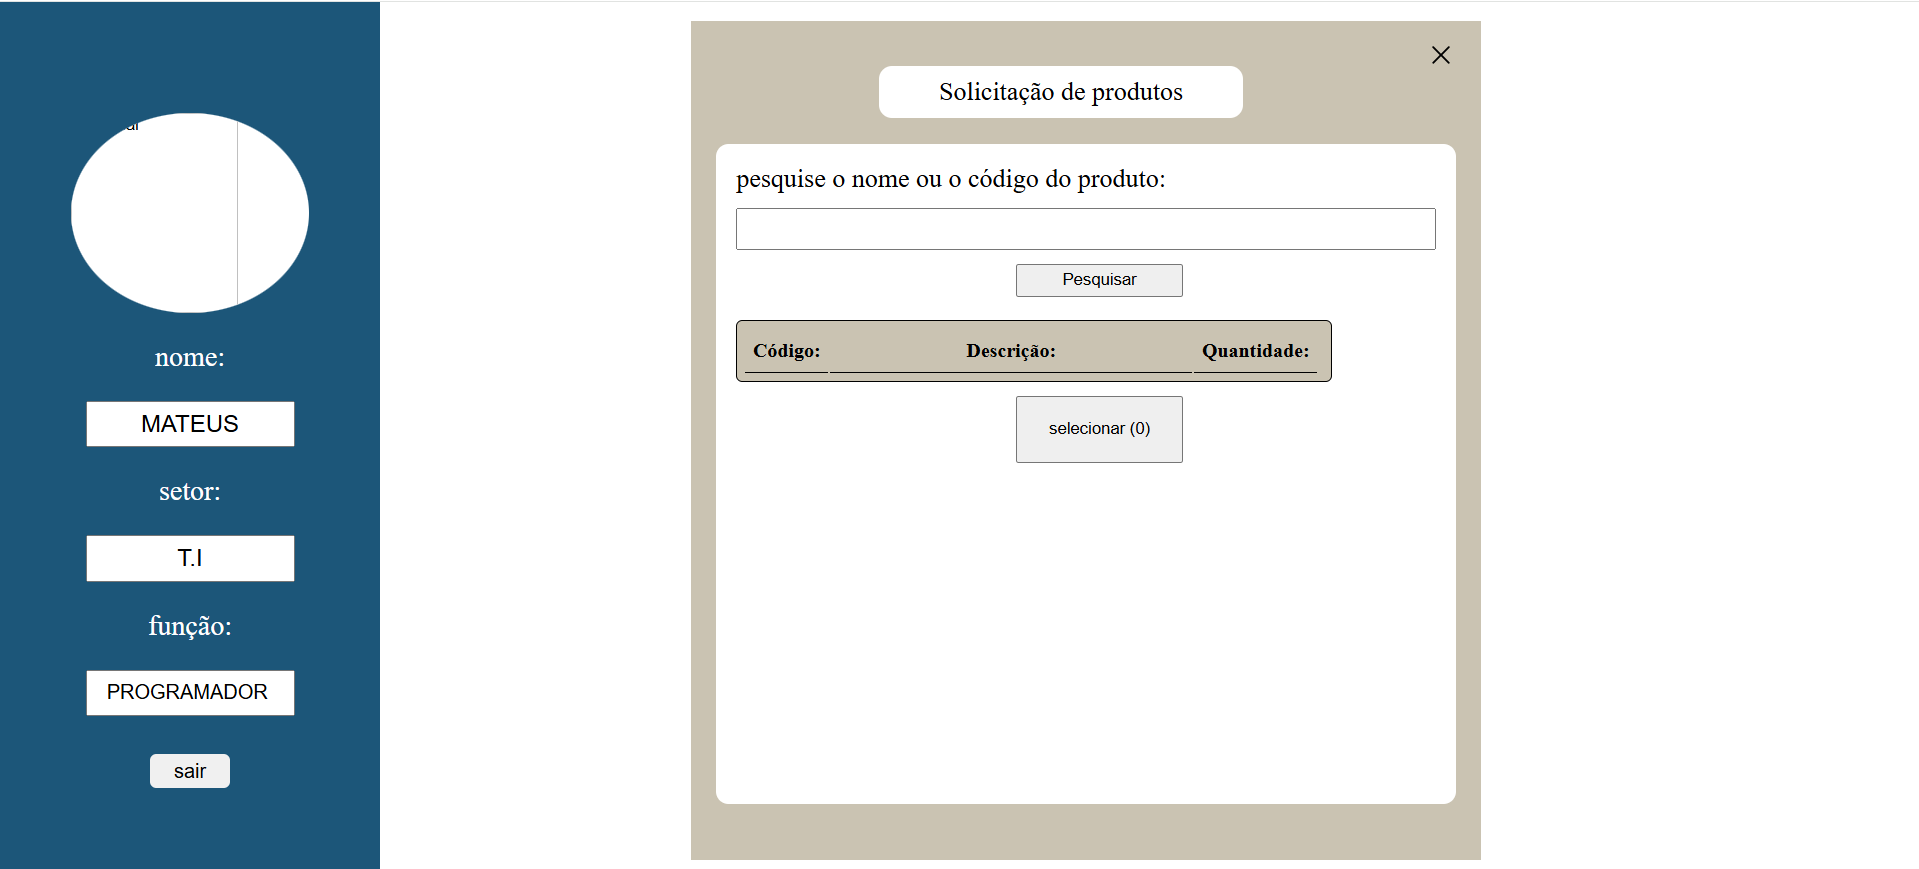 nome:
MATEUS
setor:
T.I
função:
PROGRAMADOR
sair
Solicitação de produtos
pesquise o nome ou o código do produto:
Pesquisar
Código: Descrição: Quantidade:
selecionar (0)